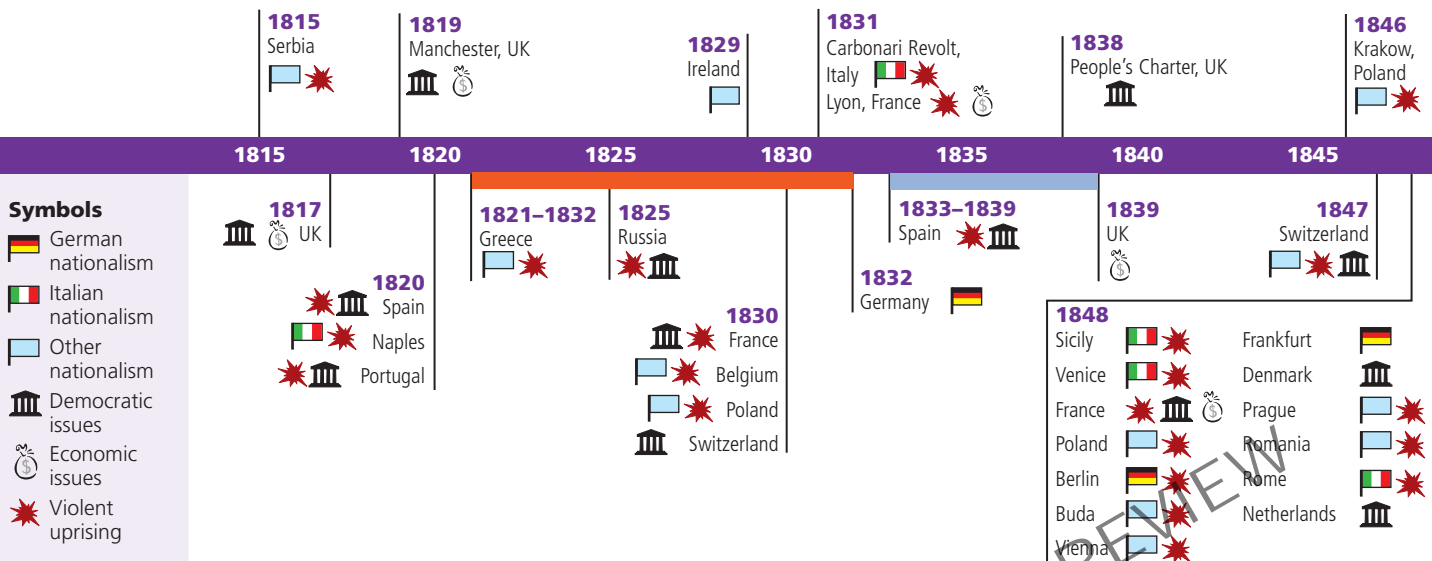 1815
Serbia
1819
Manchester, UK
1829
Ireland
1831
Carbonari Revolt,
Italy
Lyon, France
1838
People's Charter, UK
1846
Krakow,
Poland
1815 1820 1825 1830 1835 1840 1845
Symbols
German
nationalism
Italian
nationalism
Other
nationalism
Democratic
issues
Economic
issues
Violent
uprising
1817
UK
1820
Spain
Naples
Portugal
1821–1832
Greece
1825
Russia
1830
France
Belgium
Poland
Switzerland
1832
Germany
1833–1839
Spain
1839
UK
1847
Switzerland
1848
Sicily
Venice
France
Poland
Berlin
Buda
Vienna
Frankfurt
Denmark
Prague
Romania
Rome
Netherlands
PREVIEW